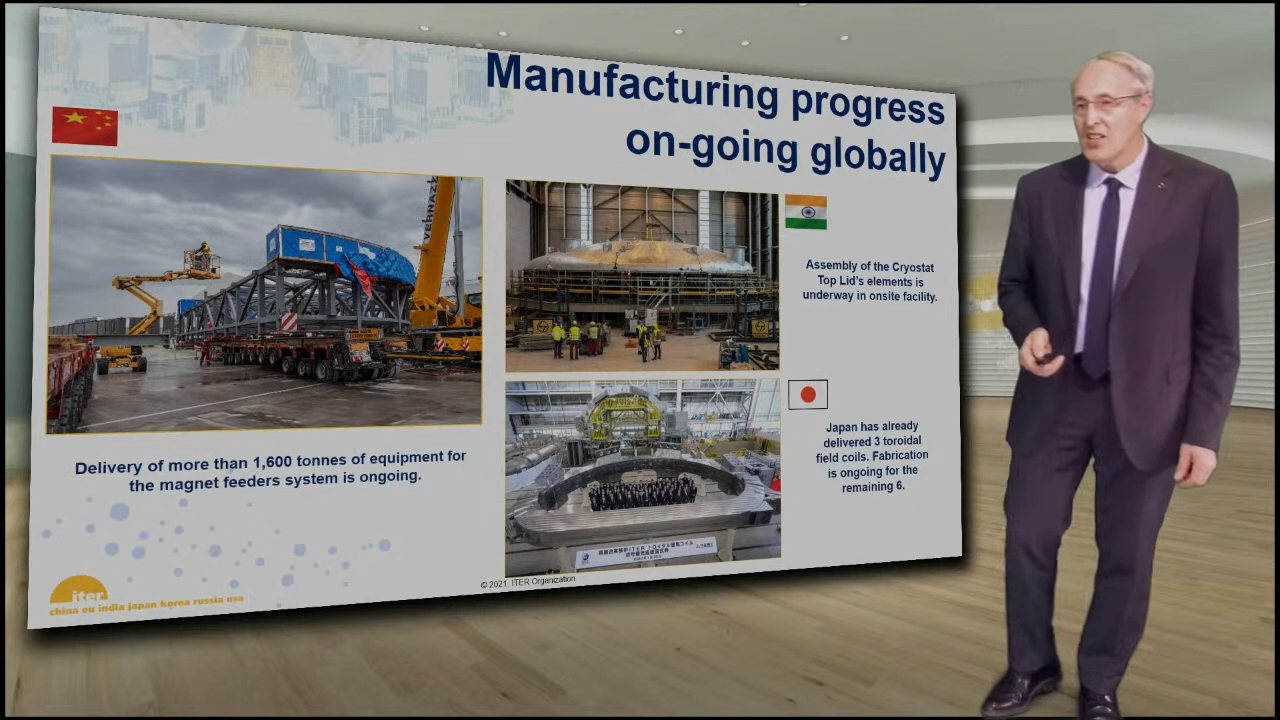 Manufacturing progress
on-going globally
VERNAZZ
Delivery of more than 1,600 tonnes of equipment for
the magnet feeders system is ongoing.
Assembly of the Cryostat
Top Lid's elements is
underway in onsite facility.
Japan has already
delivered 3 toroidal
field coils. Fabrication
is ongoing for the
remaining 6.
© 2021, ITER Organization
iter
china eu india japan korea russia usa